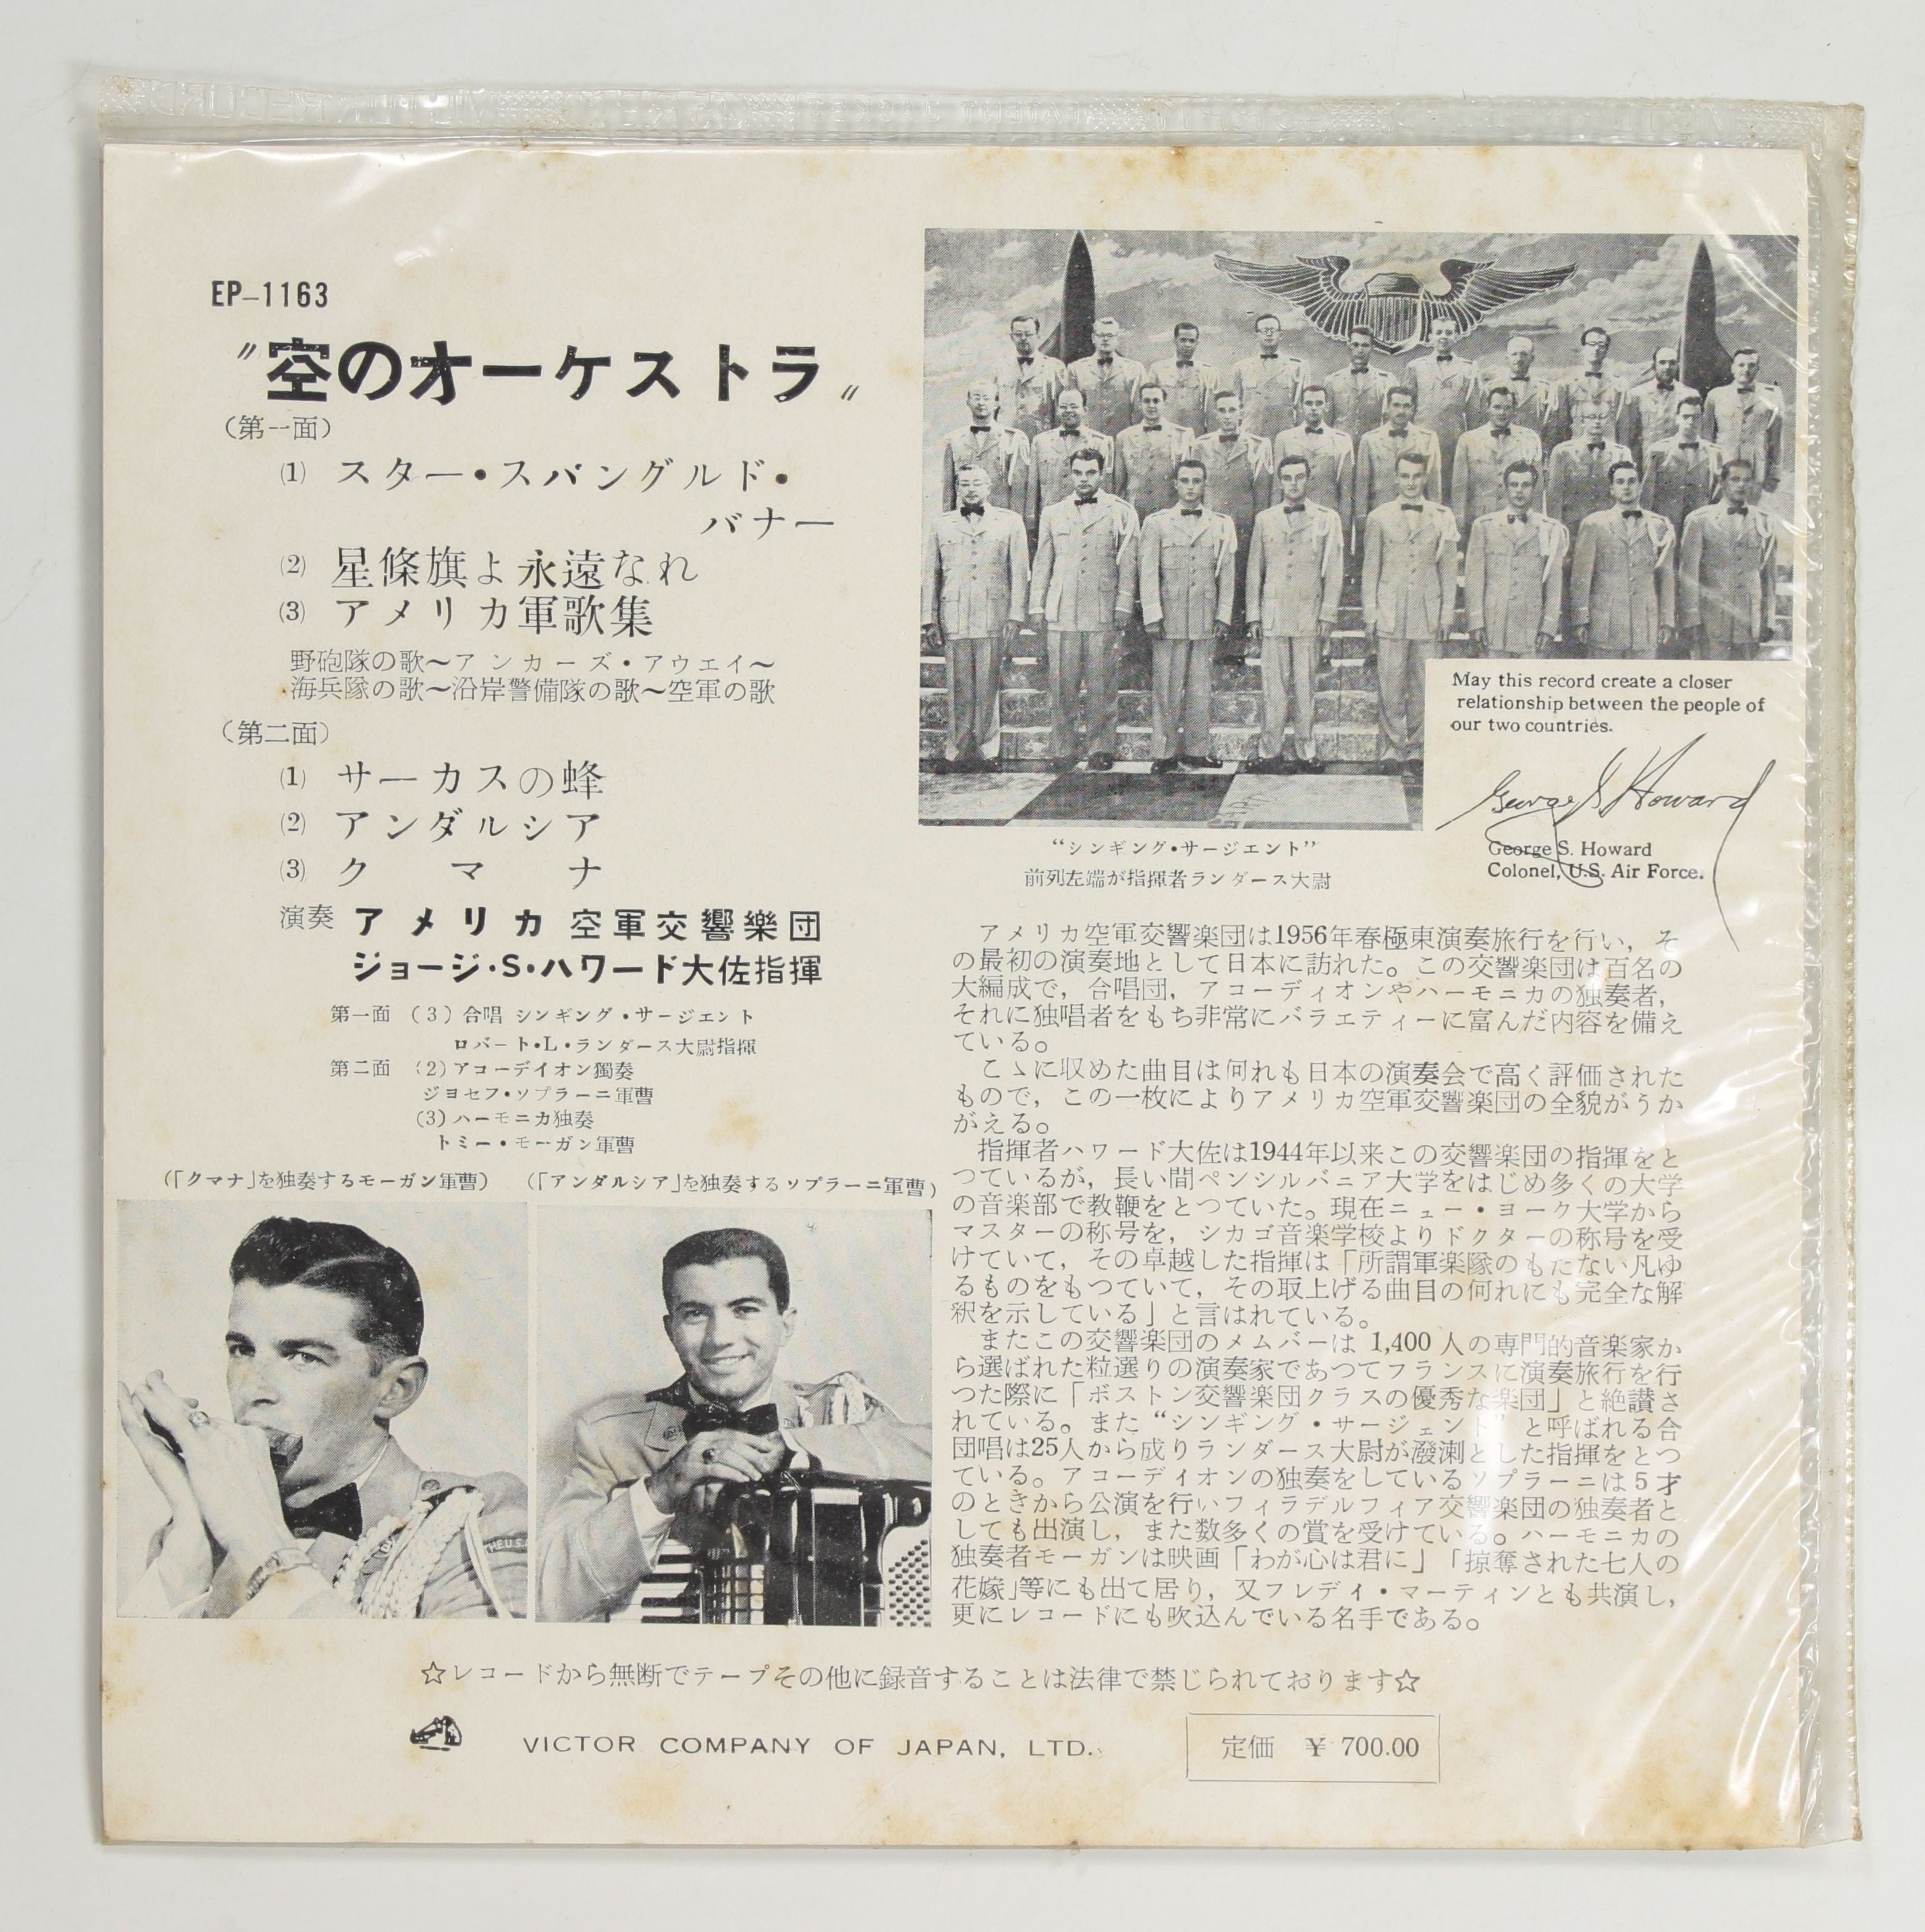 EP-1163
〝空のオーケストラ〟
（第一面）
(1) スター・スバングルド・
バナー
(2) 星條旗よ永遠なれ
(3) アメリカ軍歌集
野砲隊の歌～アンカーズ・アウエイ～
海兵隊の歌～沿岸警備隊の歌～空軍の歌
（第二面）
(1) サーカスの蜂
(2) アンダルシア
(3) クマナ
演奏 アメリカ空軍交響樂団
ジョージ・S・ハワード大佐指揮
第一面 （3）合唱 シンギング・サージエント
ロバート・L・ランダース大尉指揮
第二面 （2）アコーデイオン獨奏
ジヨセフ・ソプラーニ軍曹
（3）ハーモニカ独奏
トミー・モーガン軍曹
（「クマナ」を独奏するモーガン軍曹）
（「アンダルシア」を独奏するソプラーニ軍曹）
THE U.S.
May this record create a closer
relationship between the people of
our two countries.
George S. Howard
George S. Howard
Colonel, U.S. Air Force.
“シンギング・サージエント”
前列左端が指揮者ランダース大尉
アメリカ空軍交響楽団は1956年春極東演奏旅行を行い，そ
の最初の演奏地として日本に訪れた。この交響楽団は百名の
大編成で，合唱団，アコーディオンやハーモニカの独奏者，
それに独唱者をもち非常にバラエティーに富んだ内容を備え
ている。
こゝに収めた曲目は何れも日本の演奏会で高く評価された
もので，この一枚によりアメリカ空軍交響楽団の全貌がうか
がえる。
指揮者ハワード大佐は1944年以来この交響楽団の指揮をと
つているが，長い間ペンシルバニア大学をはじめ多くの大学
の音楽部で教鞭をとつていた。現在ニュー・ヨーク大学から
マスターの称号を，シカゴ音楽学校よりドクターの称号を受
けていて，その卓越した指揮は「所謂軍楽隊のもたない凡ゆ
るものをもつていて，その取上げる曲目の何れにも完全な解
釈を示している」と言はれている。
またこの交響楽団のメムバーは 1,400 人の専門的音楽家か
ら選ばれた粒選りの演奏家であつてフランスに演奏旅行を行
つた際に「ボストン交響楽団クラスの優秀な楽団」と絶讃さ
れている。また “シンギング・サージェント” と呼ばれる合
団唱は25人から成りランダース大尉が潑溂とした指揮をとつ
ている。アコーディオンの独奏をしているソプラーニは5才
のときから公演を行いフィラデルフィア交響楽団の独奏者と
しても出演し，また数多くの賞を受けている。ハーモニカの
独奏者モーガンは映画「わが心は君に」「掠奪された七人の
花嫁」等にも出て居り，又フレデイ・マーティンとも共演し，
更にレコードにも吹込んでいる名手である。
☆レコードから無断でテープその他に録音することは法律で禁じられております☆
VICTOR COMPANY OF JAPAN, LTD.
定価 ¥ 700.00